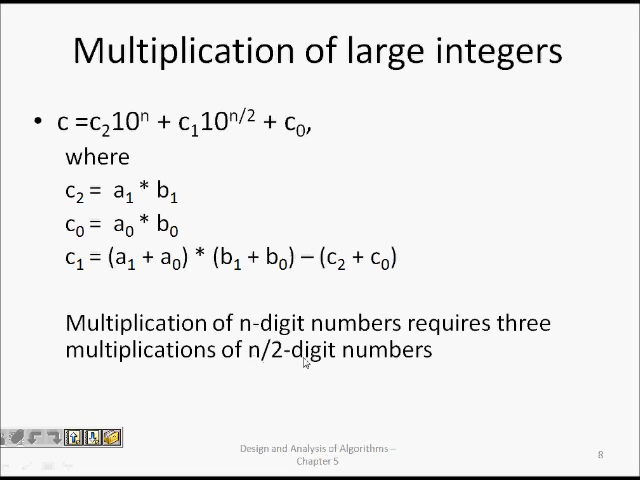 Multiplication of large integers
• c =c₂10ⁿ + c₁10ⁿᐟ² + c₀,
where
c₂ = a₁ * b₁
c₀ = a₀ * b₀
c₁ = (a₁ + a₀) * (b₁ + b₀) – (c₂ + c₀)
Multiplication of n-digit numbers requires three
multiplications of n/2-digit numbers
Design and Analysis of Algorithms –
Chapter 5
8